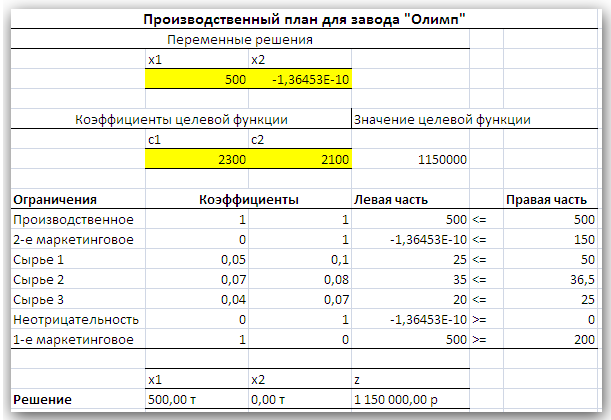 Производственный план для завода "Олимп"
Переменные решения
x1 x2
500 -1,36453E-10
Коэффициенты целевой функции Значение целевой функции
c1 c2
2300 2100 1150000
Ограничения Коэффициенты Левая часть Правая часть
Производственное 1 1 500 <= 500
2-е маркетинговое 0 1 -1,36453E-10 <= 150
Сырье 1 0,05 0,1 25 <= 50
Сырье 2 0,07 0,08 35 <= 36,5
Сырье 3 0,04 0,07 20 <= 25
Неотрицательность 0 1 -1,36453E-10 >= 0
1-е маркетинговое 1 0 500 >= 200
x1 x2 z
Решение 500,00 т 0,00 т 1 150 000,00 р